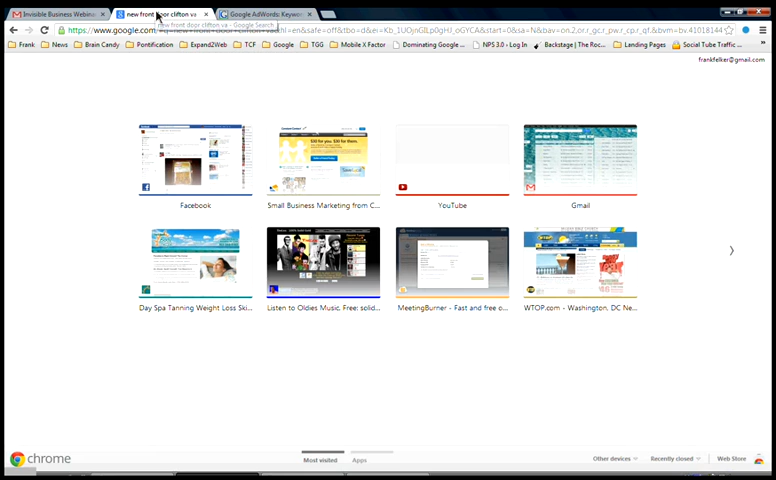 Invisible Business Webina
new front door clifton va
Google AdWords: Keywor
new front door clifton va - Google Search
https://www.google.com
Frank
News
Brain Candy
Pontification
Expand2Web
TCF
Google
TGG
Mobile X Factor
Dominating Google ...
NPS 3.0 › Log In
Backstage | The Roc...
Landing Pages
Social Tube Traffic ...
frankfelker@gmail.com
Facebook
Small Business Marketing from C...
YouTube
Gmail
Day Spa Tanning Weight Loss Ski...
Listen to Oldies Music, Free: solid...
MeetingBurner - Fast and free o...
WTOP.com - Washington, DC Ne...
chrome
Most visited
Apps
Other devices
Recently closed
Web Store